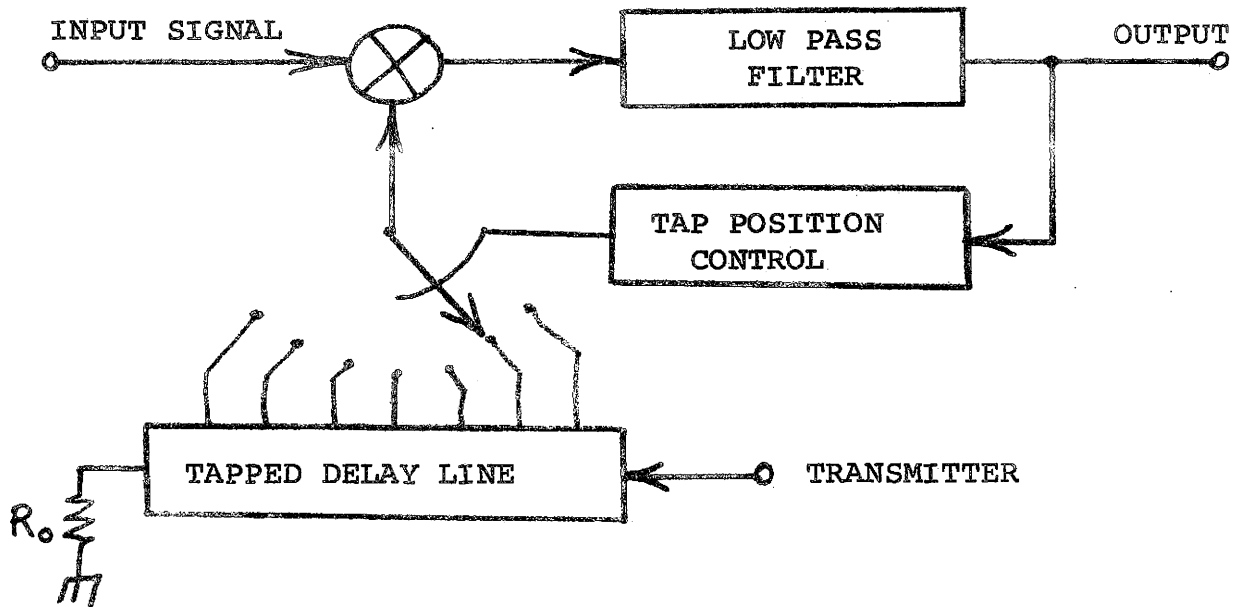 INPUT SIGNAL
LOW PASS
FILTER
OUTPUT
TAP POSITION
CONTROL
TAPPED DELAY LINE
TRANSMITTER
R₀